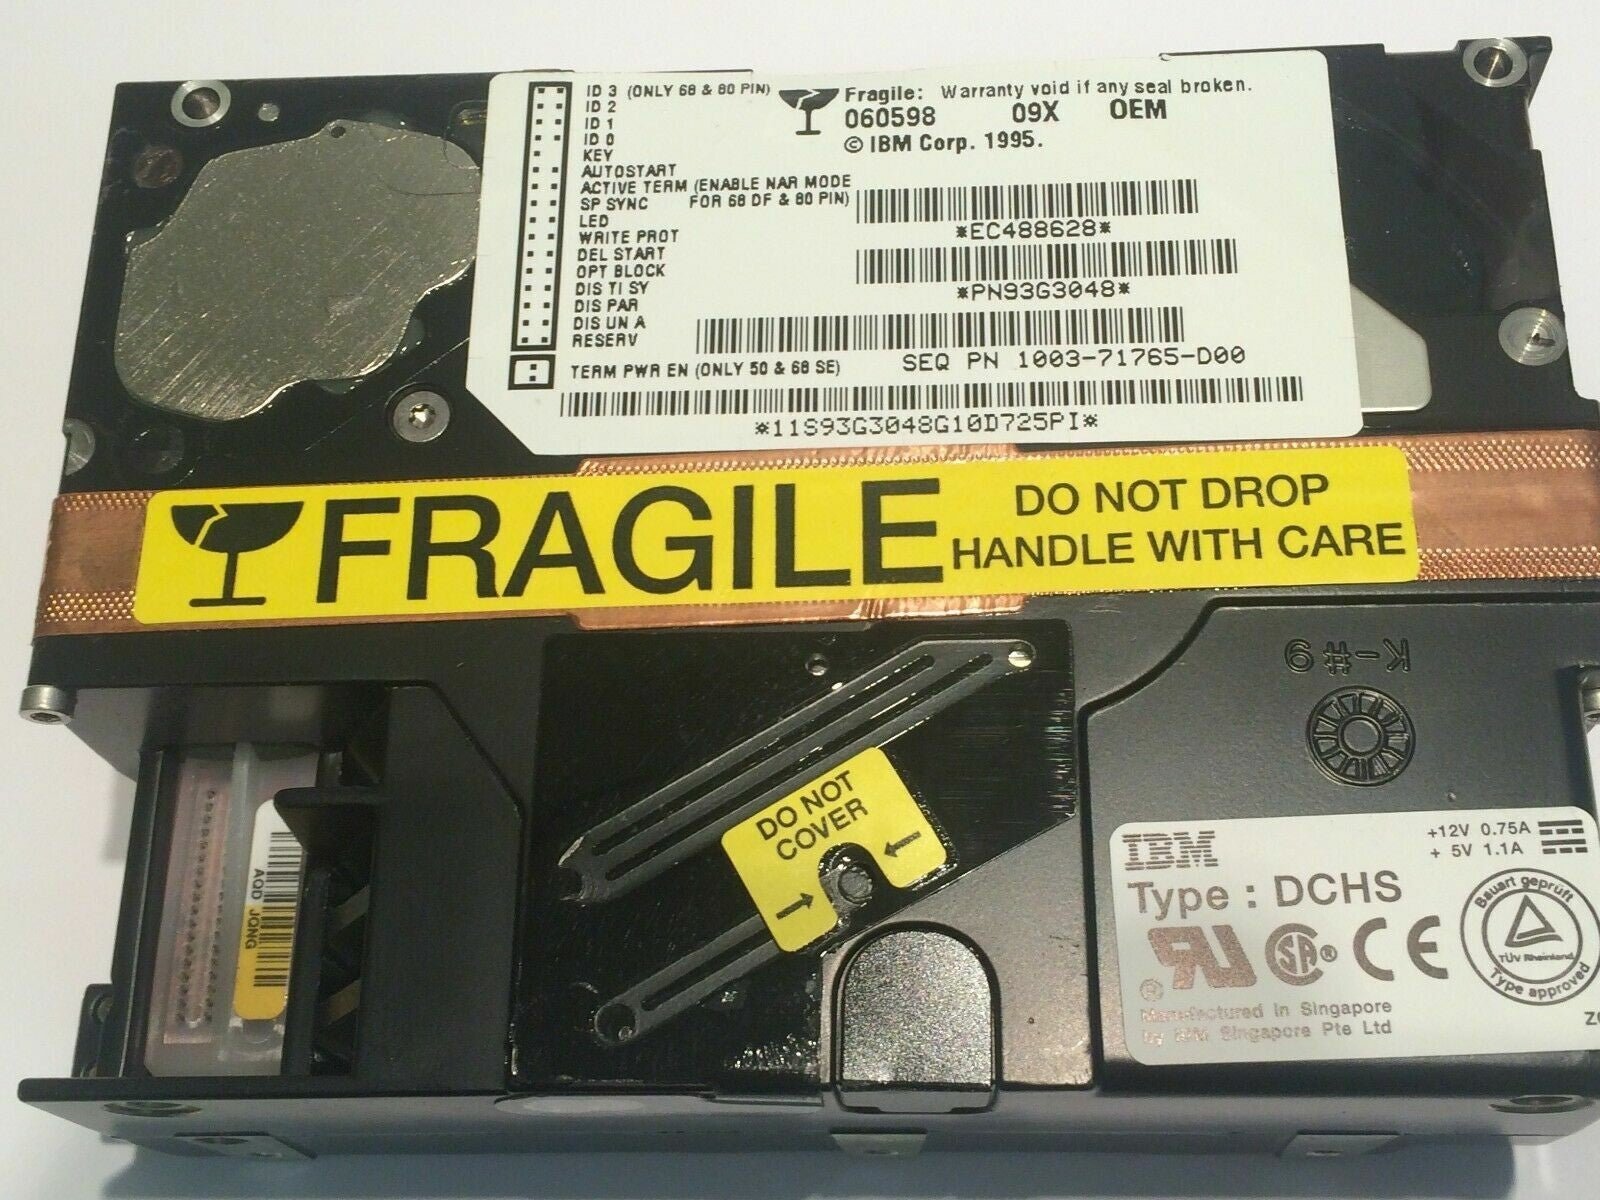 ID 3 (ONLY 68 & 80 PIN)
ID 2
ID 1
ID 0
KEY
AUTOSTART
ACTIVE TERM (ENABLE NAR MODE
SP SYNC FOR 68 DF & 80 PIN)
LED
WRITE PROT
DEL START
OPT BLOCK
DIS TI SY
DIS PAR
DIS UN A
RESERV
TERM PWR EN (ONLY 50 & 68 SE)
Fragile: Warranty void if any seal broken.
060598 09X OEM
© IBM Corp. 1995.
*EC488628*
*PN93G3048*
SEQ PN 1003-71765-D00
*11S93G3048G10D725PI*
FRAGILE
DO NOT DROP
HANDLE WITH CARE
K-#9
DO NOT
COVER
AQD JQNG
IBM
+12V 0.75A
+ 5V 1.1A
Type : DCHS
UR ® SA ® CE
Bauart geprüft
TÜV Rheinland
Type approved
Manufactured in Singapore
by IBM Singapore Pte Ltd